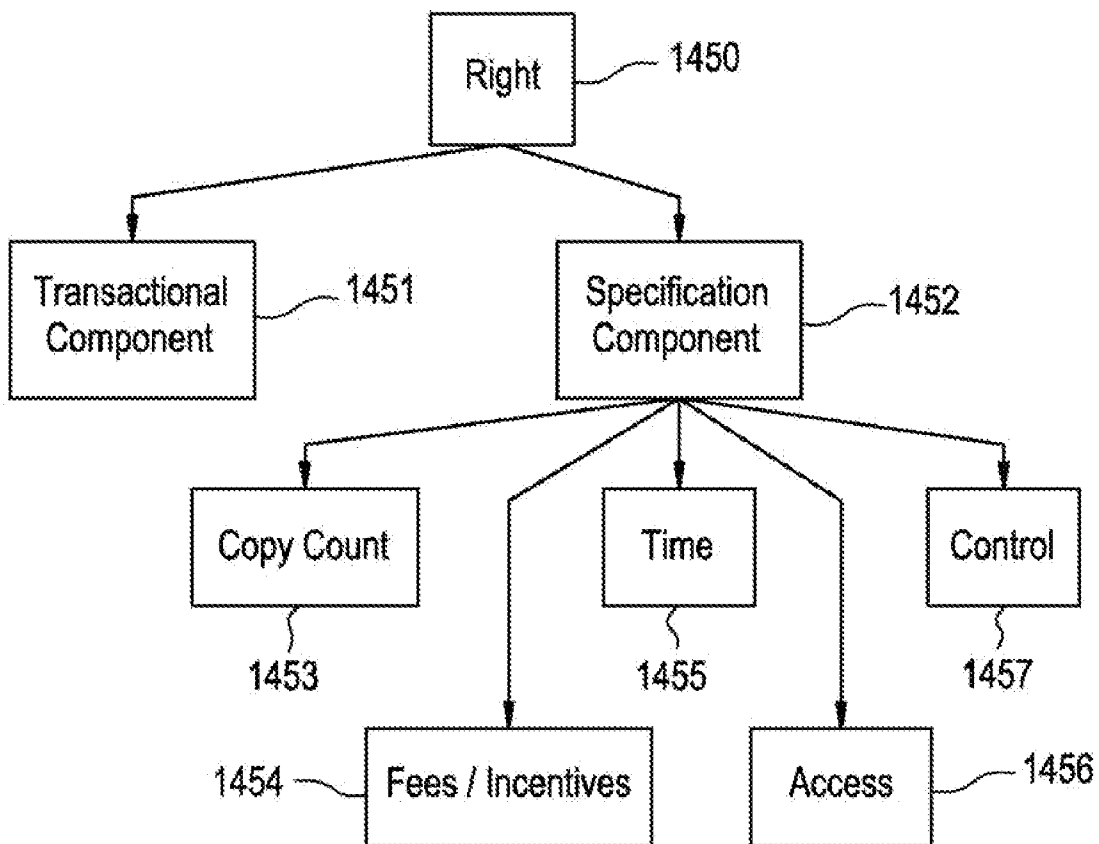 Right
1450
Transactional
Component
1451
Specification
Component
1452
Copy Count
1453
Time
1455
Control
1457
1454
Fees / Incentives
Access
1456